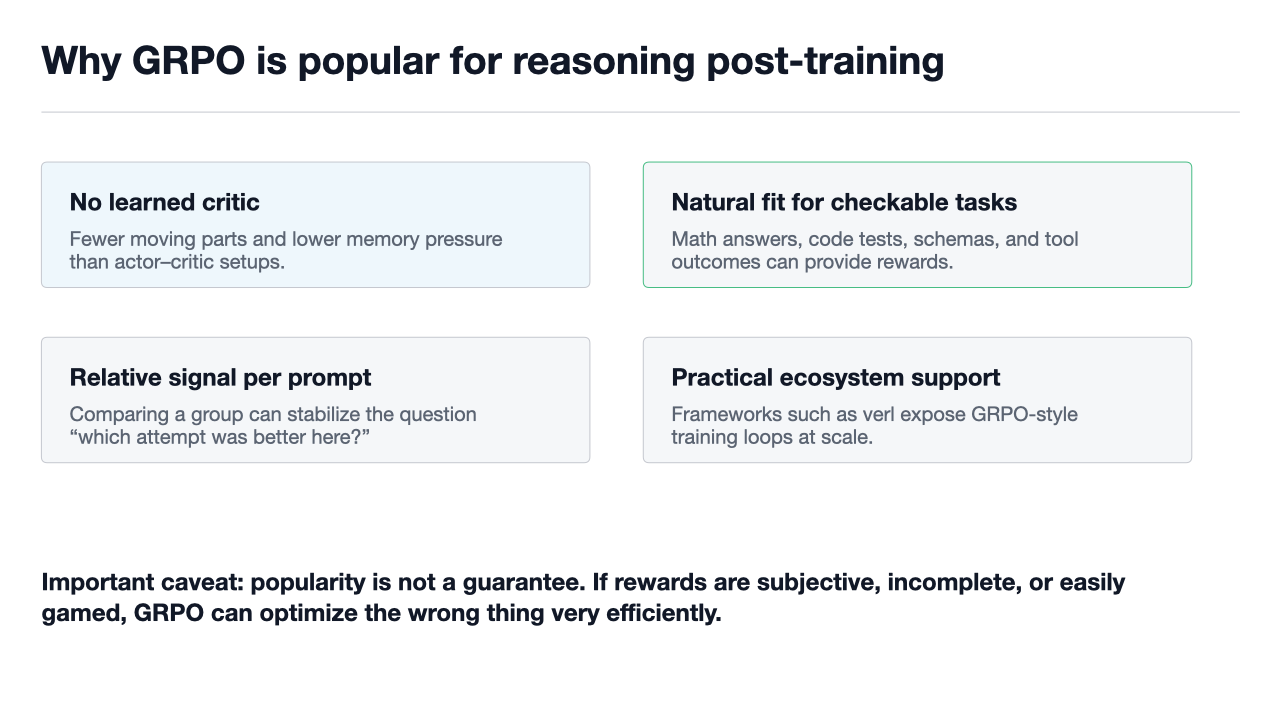 Why GRPO is popular for reasoning post-training
No learned critic
Fewer moving parts and lower memory pressure
than actor–critic setups.
Natural fit for checkable tasks
Math answers, code tests, schemas, and tool
outcomes can provide rewards.
Relative signal per prompt
Comparing a group can stabilize the question
“which attempt was better here?”
Practical ecosystem support
Frameworks such as verl expose GRPO-style
training loops at scale.
Important caveat: popularity is not a guarantee. If rewards are subjective, incomplete, or easily
gamed, GRPO can optimize the wrong thing very efficiently.